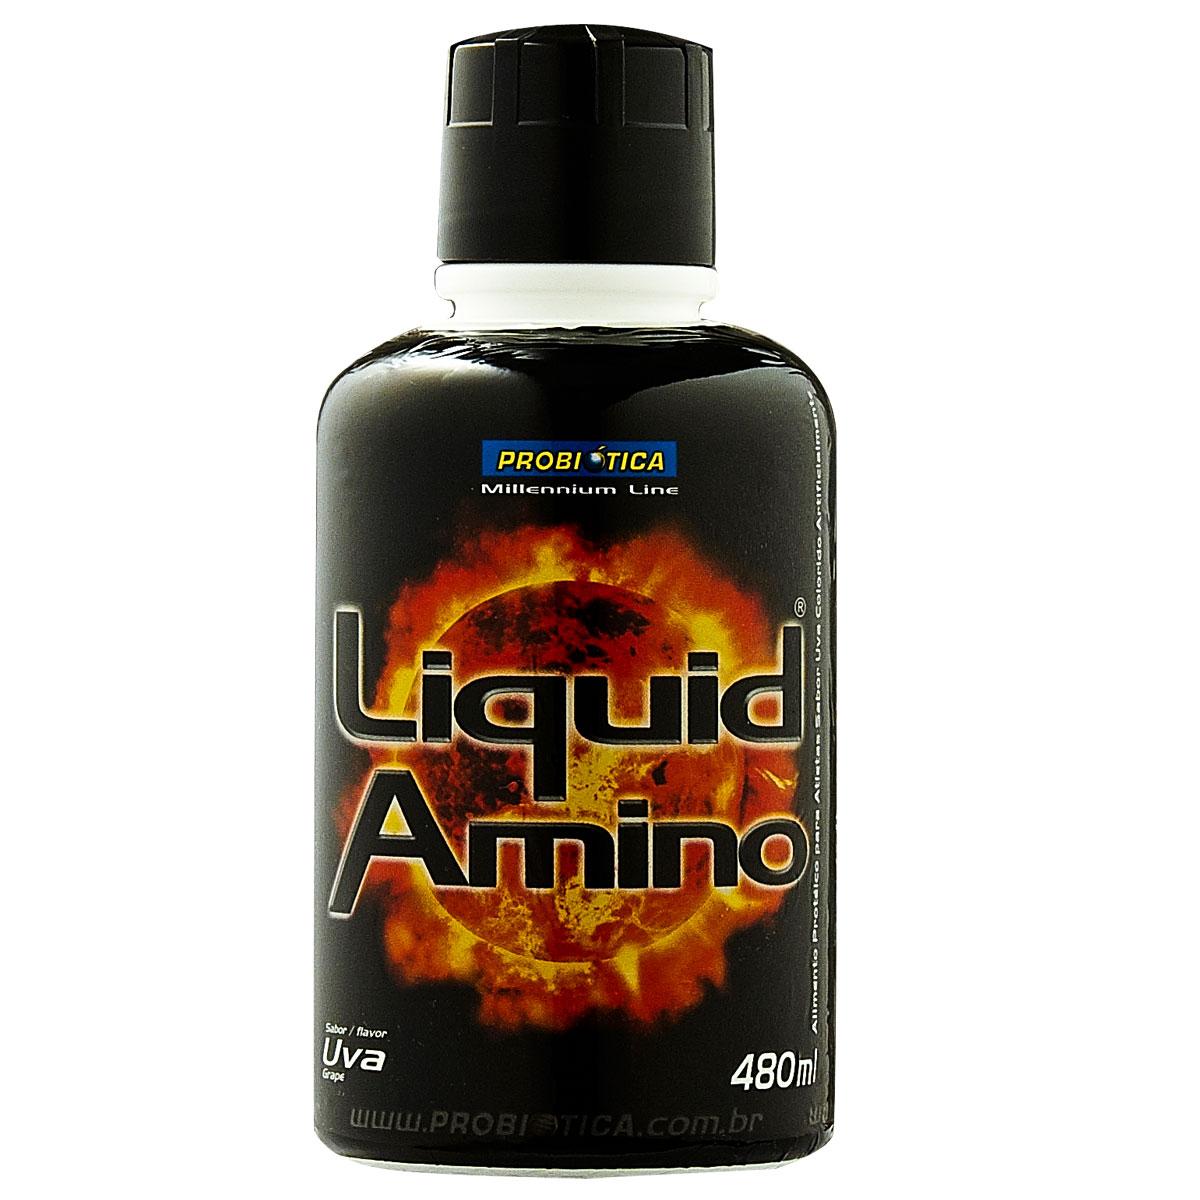 PROBIÓTICA
Millennium Line
Liquid®
Amino
Sabor / flavor
Uva
Grape
480ml
www.PROBIÓTICA.com.br
Alimento Protéico para Atletas Sabor Uva Colorido Artificialmente